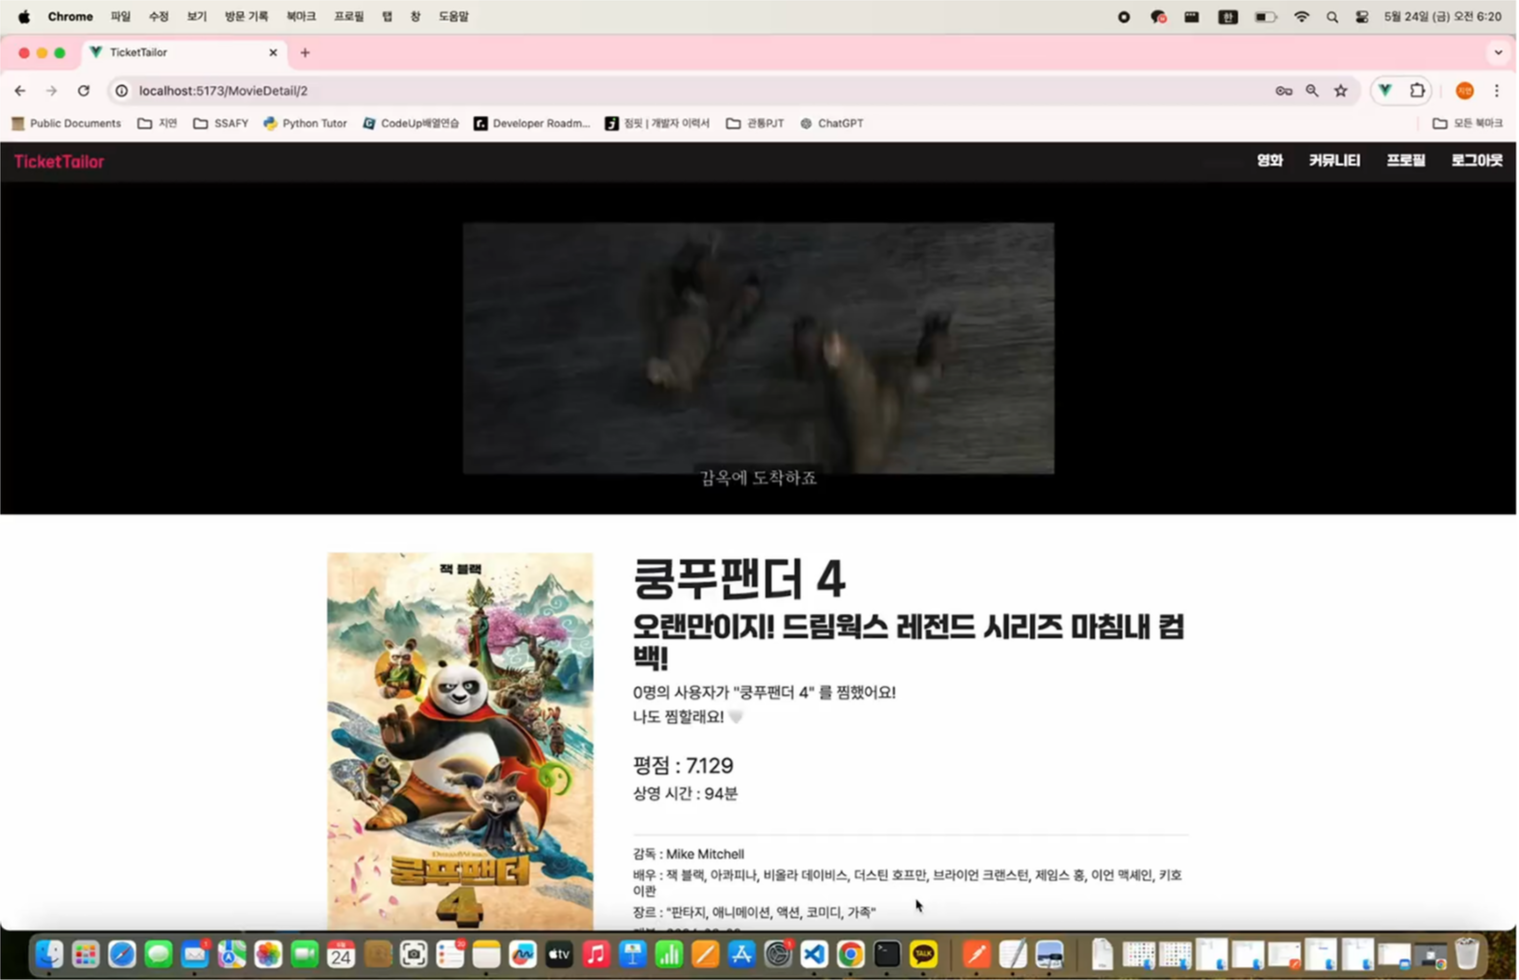 Chrome 파일 수정 보기 방문 기록 북마크 프로필 탭 창 도움말 한 5월 24일 (금) 오전 6:20
TicketTailor
localhost:5173/MovieDetail/2 지연
Public Documents 지연 SSAFY Python Tutor CodeUp배열연습 Developer Roadm... 점핏 | 개발자 이력서 관통PJT ChatGPT 모든 북마크
TicketTailor 영화 커뮤니티 프로필 로그아웃
감옥에 도착하죠
잭 블랙
쿵푸팬더
4
쿵푸팬더 4
오랜만이지! 드림웍스 레전드 시리즈 마침내 컴
백!
0명의 사용자가 "쿵푸팬더 4" 를 찜했어요!
나도 찜할래요! 🤍
평점 : 7.129
상영 시간 : 94분
감독 : Mike Mitchell
배우 : 잭 블랙, 아콰피나, 비올라 데이비스, 더스틴 호프만, 브라이언 크랜스턴, 제임스 홍, 이언 맥셰인, 키호
이콴
장르 : "판타지, 애니메이션, 액션, 코미디, 가족"
24 tv TALK